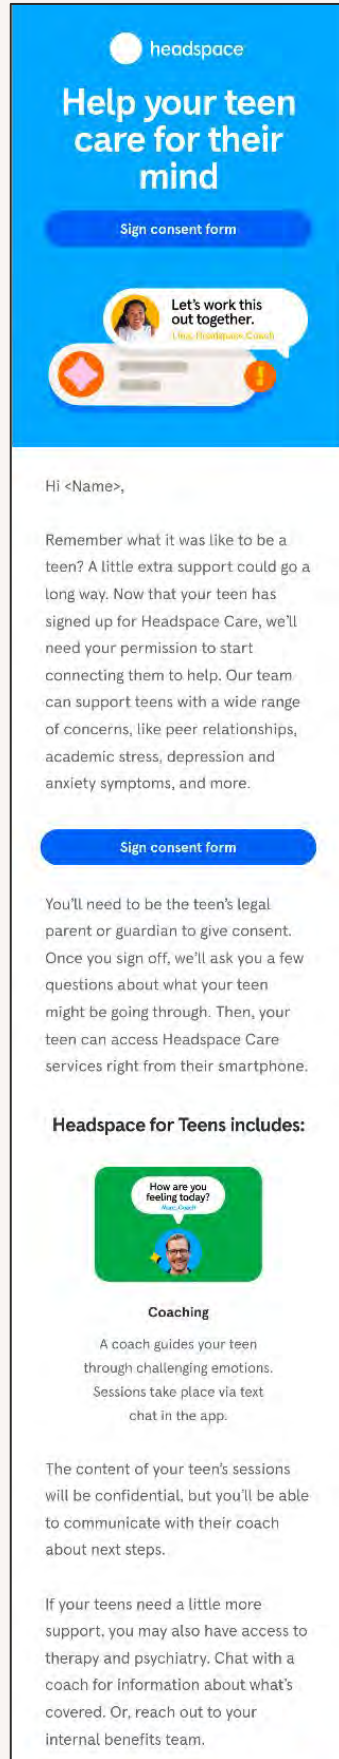 headspace
Help your teen
care for their
mind
Sign consent form
Let's work this
out together.
Lina, Headspace Coach
Hi <Name>,
Remember what it was like to be a
teen? A little extra support could go a
long way. Now that your teen has
signed up for Headspace Care, we'll
need your permission to start
connecting them to help. Our team
can support teens with a wide range
of concerns, like peer relationships,
academic stress, depression and
anxiety symptoms, and more.
Sign consent form
You'll need to be the teen's legal
parent or guardian to give consent.
Once you sign off, we'll ask you a few
questions about what your teen
might be going through. Then, your
teen can access Headspace Care
services right from their smartphone.
Headspace for Teens includes:
How are you
feeling today?
Coach
Coaching
A coach guides your teen
through challenging emotions.
Sessions take place via text
chat in the app.
The content of your teen's sessions
will be confidential, but you'll be able
to communicate with their coach
about next steps.
If your teens need a little more
support, you may also have access to
therapy and psychiatry. Chat with a
coach for information about what's
covered. Or, reach out to your
internal benefits team.